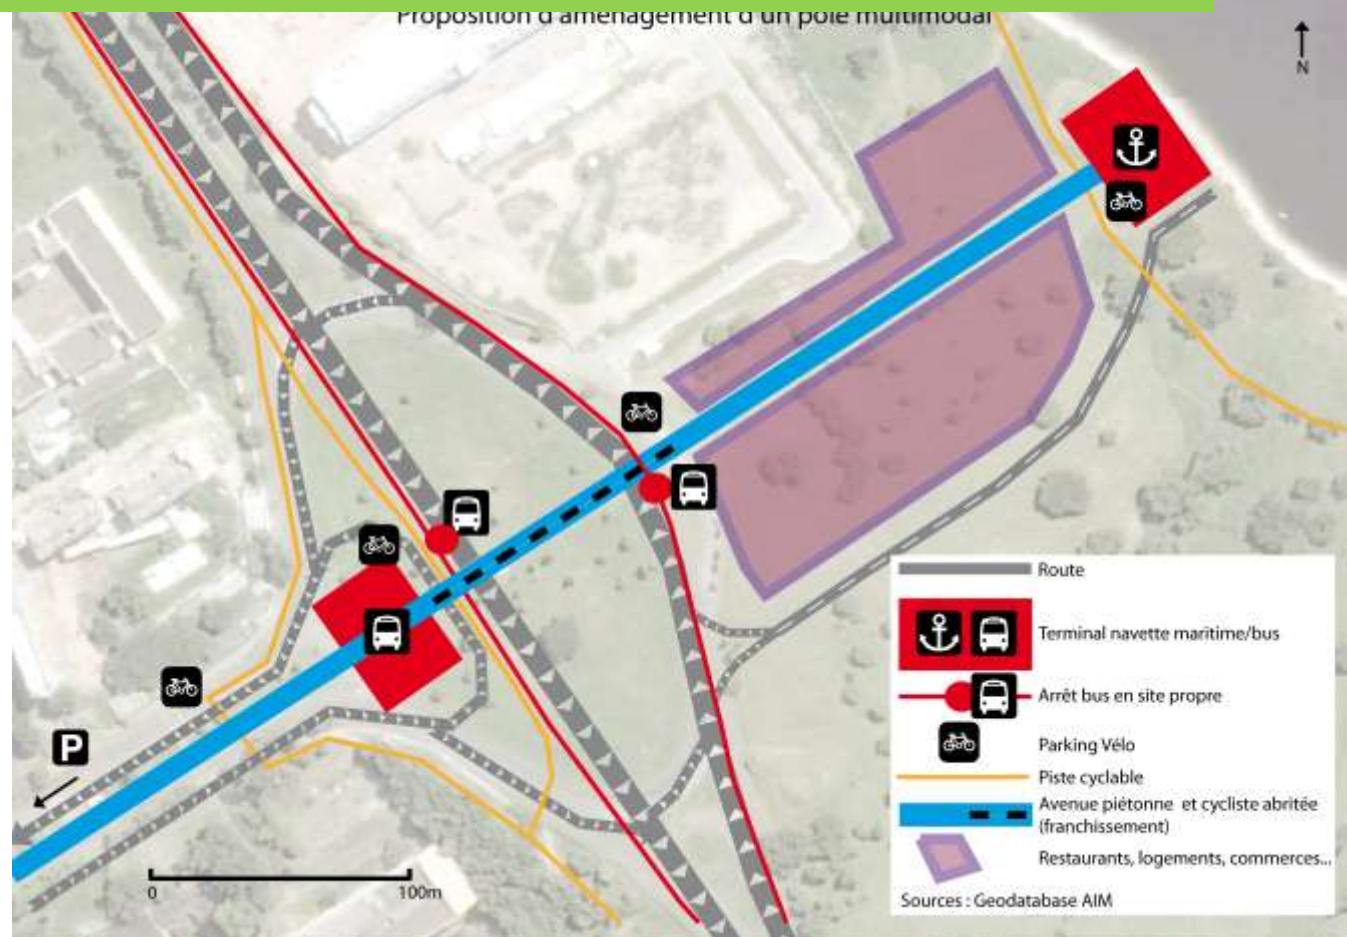 Proposition d'aménagement d'un pôle multimodal
N
P
0 100m
Route
Terminal navette maritime/bus
Arrêt bus en site propre
Parking Vélo
Piste cyclable
Avenue piétonne et cycliste abritée
(franchissement)
Restaurants, logements, commerces...
Sources : Geodatabase AIM